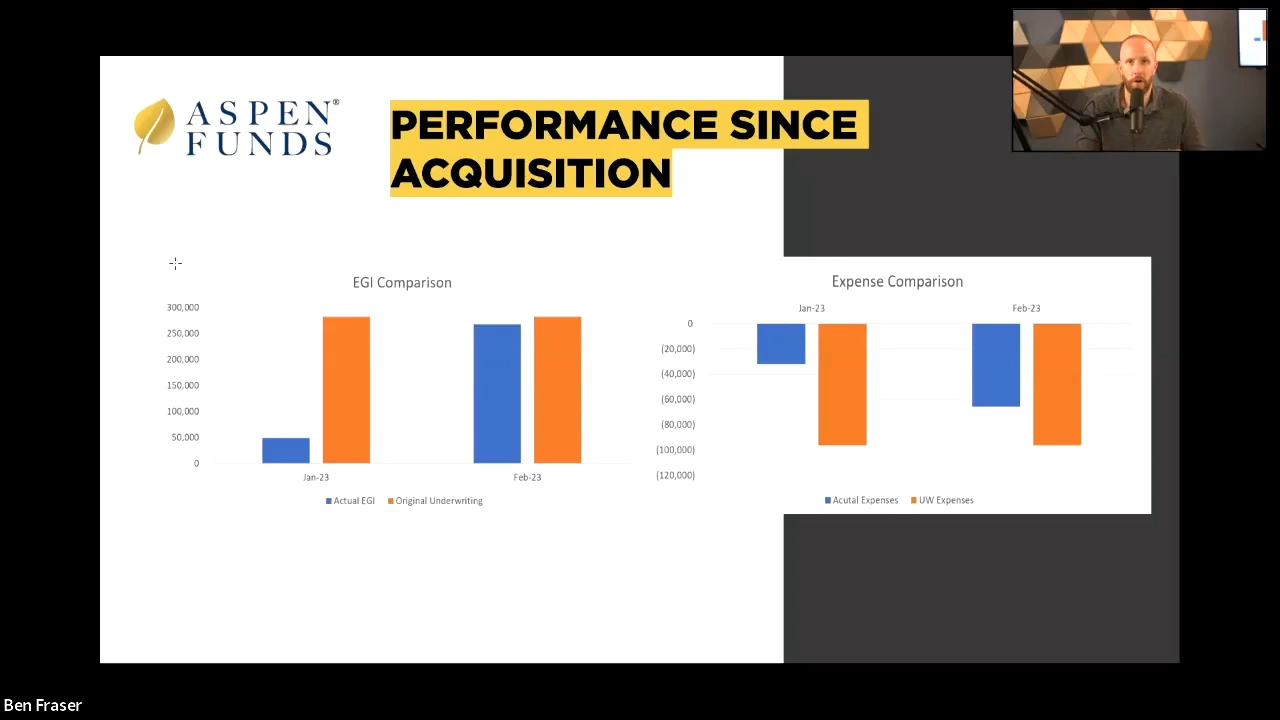 ASPEN®
FUNDS
PERFORMANCE SINCE
ACQUISITION
EGI Comparison
300,000
250,000
200,000
150,000
100,000
50,000
0
Jan-23
Feb-23
Actual EGI
Original Underwriting
Expense Comparison
Jan-23
Feb-23
0
(20,000)
(40,000)
(60,000)
(80,000)
(100,000)
(120,000)
Acutal Expenses
UW Expenses
Ben Fraser